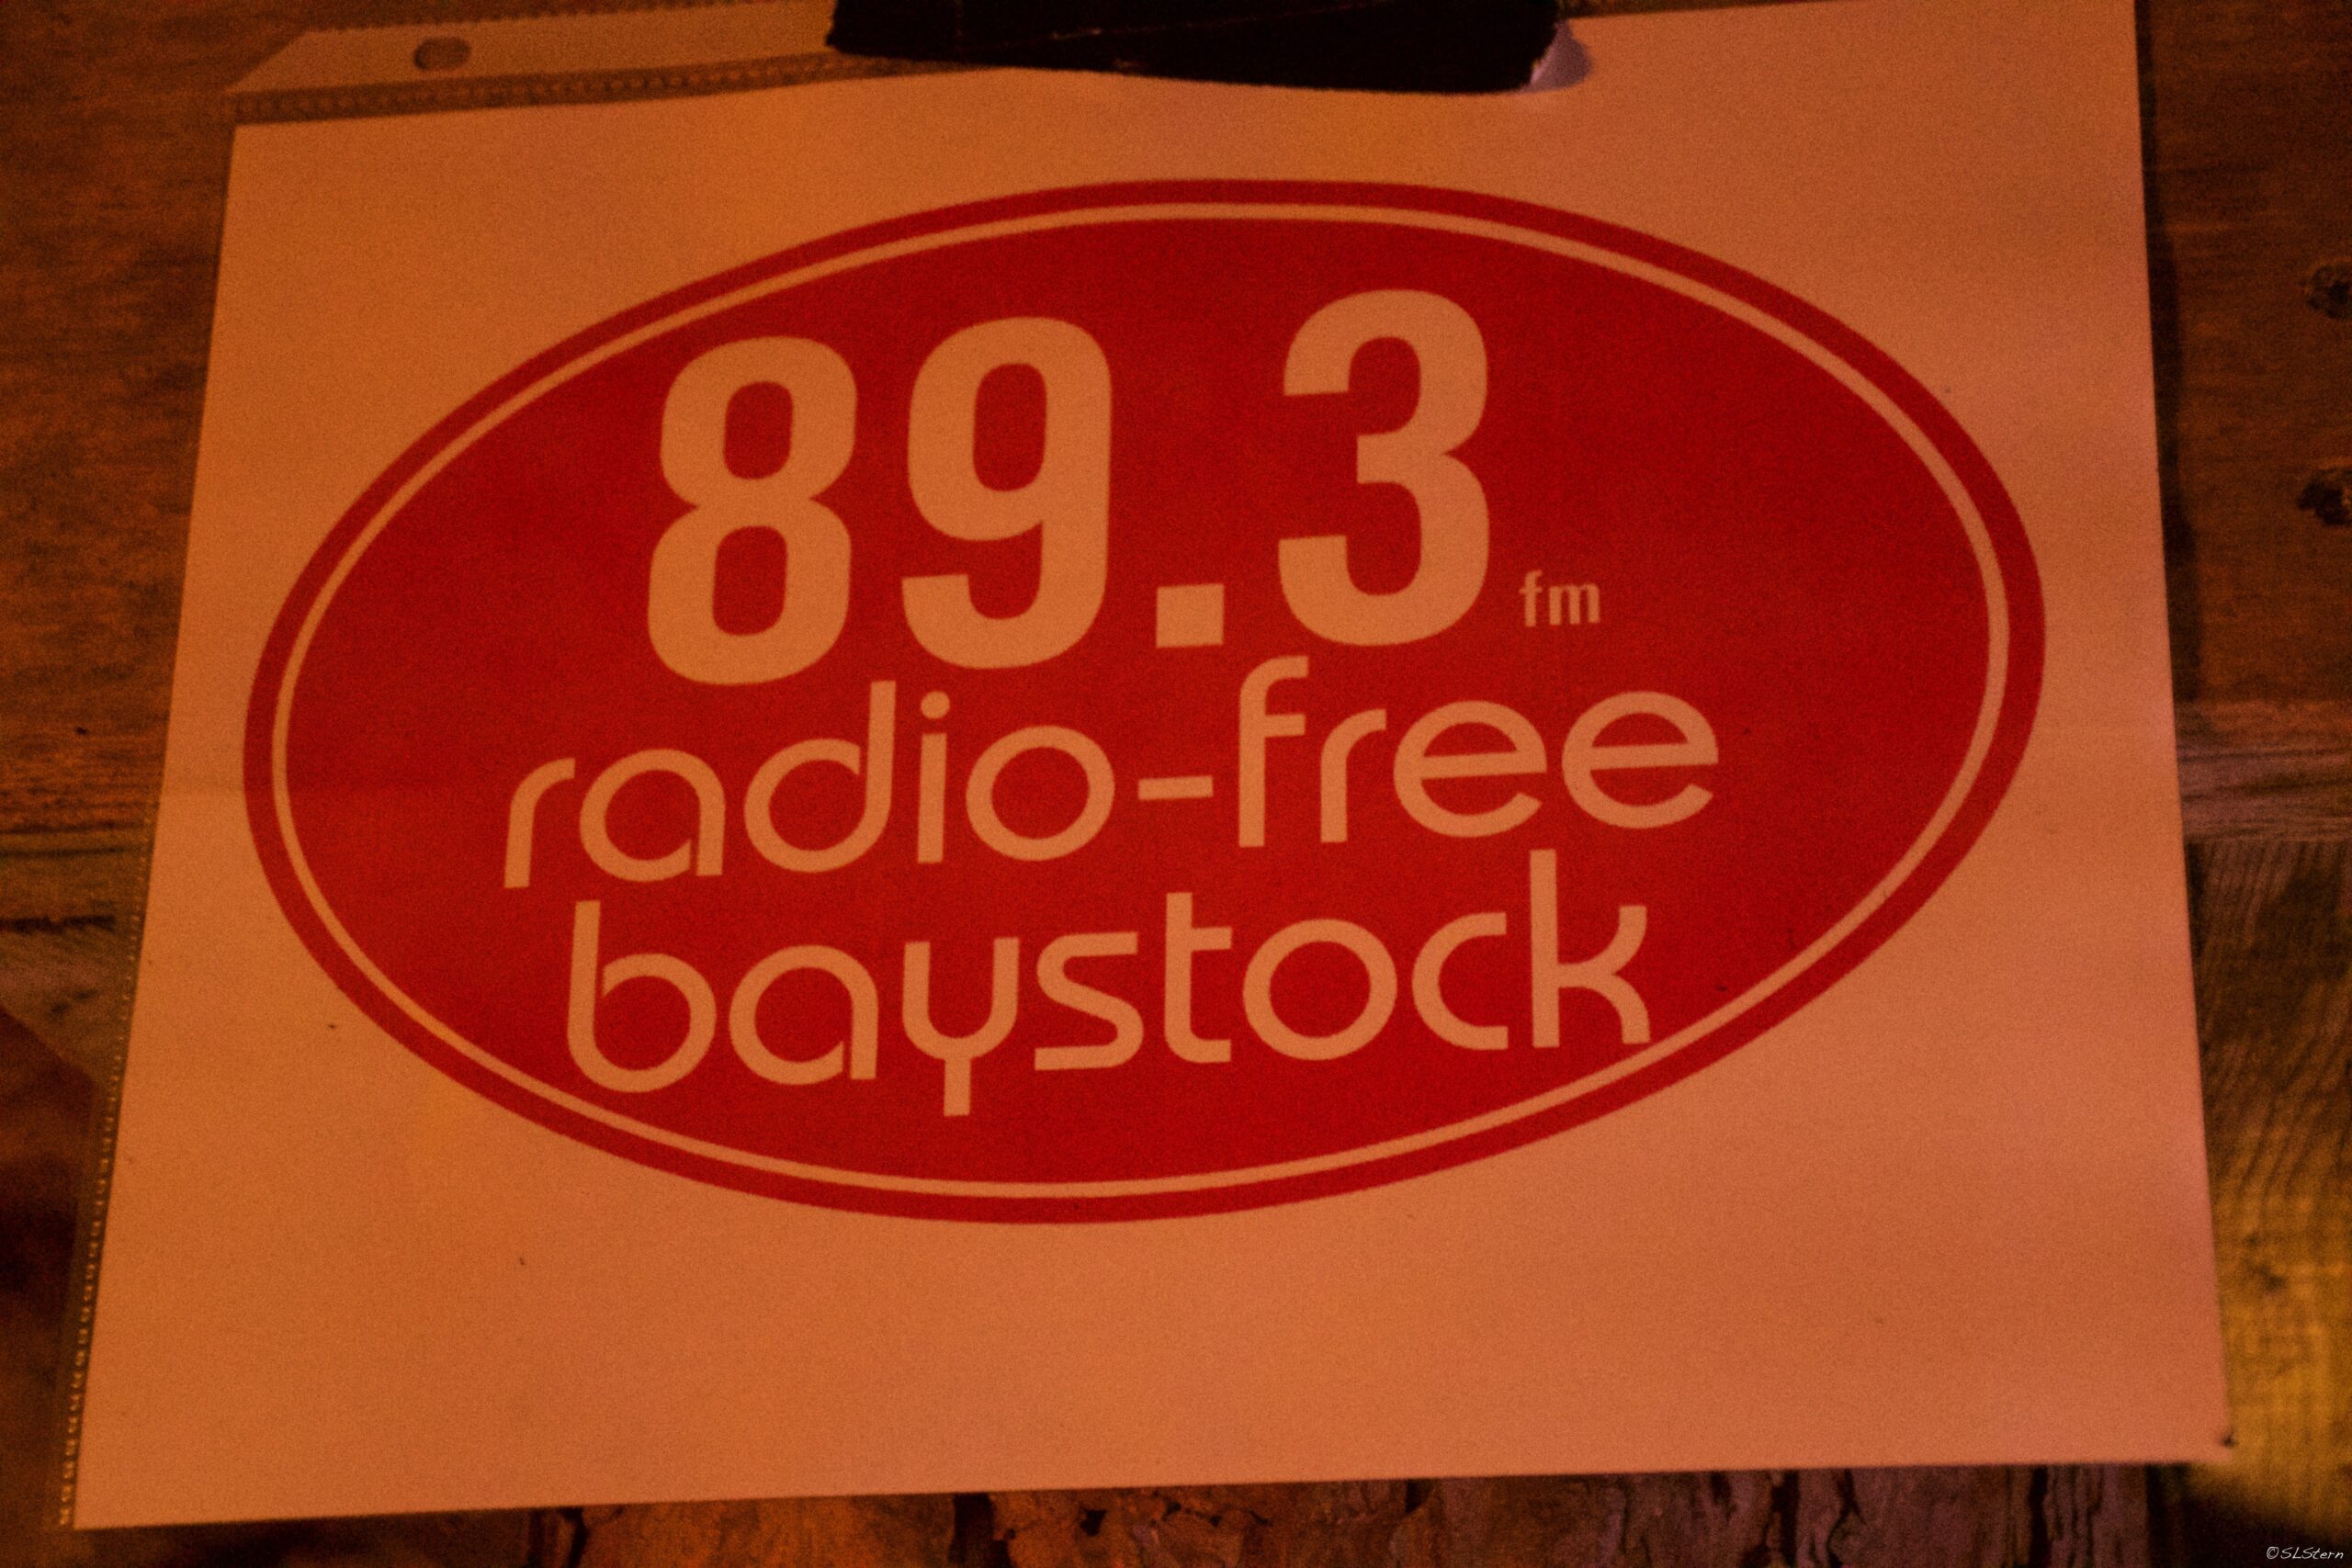 89.3 fm
radio-free
baystock
©SLStern